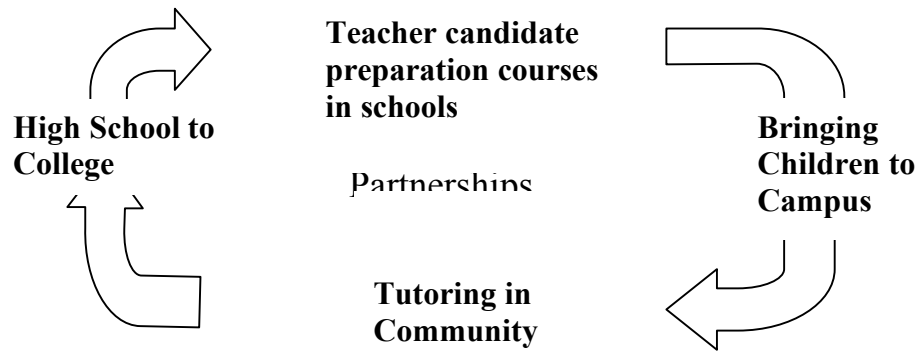 Teacher candidate
preparation courses
in schools
High School to
College
Bringing
Children to
Campus
Partnerships
Tutoring in
Community